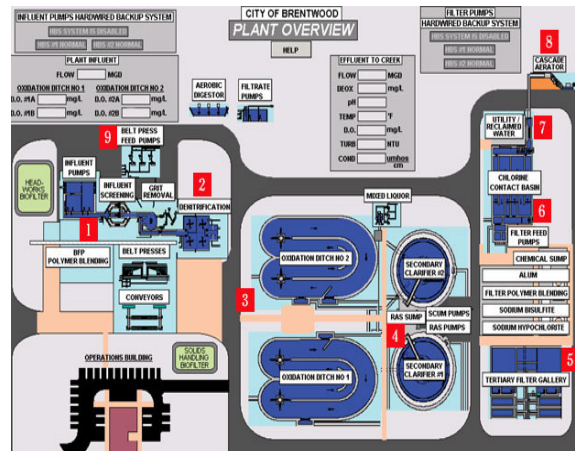 INFLUENT PUMPS HARDWIRED BACKUP SYSTEM
HBS SYSTEM IS DISABLED
HBS #1 NORMAL
HBS #2 NORMAL
CITY OF BRENTWOOD
PLANT OVERVIEW
HELP
FILTER PUMPS
HARDWIRED BACKUP SYSTEM
HBS SYSTEM IS DISABLED
HBS #1 NORMAL
HBS #2 NORMAL
8
CASCADE
AERATOR
PLANT INFLUENT
FLOW MGD
OXIDATION DITCH NO 1
OXIDATION DITCH NO 2
D.O. #1A mg/L
D.O. #2A mg/L
D.O. #1B mg/L
D.O. #2B mg/L
AEROBIC
DIGESTOR
FILTRATE
PUMPS
EFFLUENT TO CREEK
FLOW MGD
DEOX mg/L
pH
TEMP °F
D.O. mg/L
TURB NTU
COND umhos
cm
UTILITY /
RECLAIMED
WATER
7
9
BELT PRESS
FEED PUMPS
HEAD-
WORKS
BIOFILTER
INFLUENT
PUMPS
INFLUENT
SCREENING
GRIT
REMOVAL
2
DENITRIFICATION
1
BFP
POLYMER BLENDING
BELT PRESSES
CONVEYORS
MIXED LIQUOR
OXIDATION DITCH NO 2
SECONDARY
CLARIFIER #2
3
RAS SUMP
SCUM PUMPS
RAS PUMPS
4
OXIDATION DITCH NO 1
SECONDARY
CLARIFIER #1
CHLORINE
CONTACT BASIN
6
FILTER FEED
PUMPS
CHEMICAL SUMP
ALUM
FILTER POLYMER BLENDING
SODIUM BISULFITE
SODIUM HYPOCHLORITE
5
TERTIARY FILTER GALLERY
SOLIDS
HANDLING
BIOFILTER
OPERATIONS BUILDING